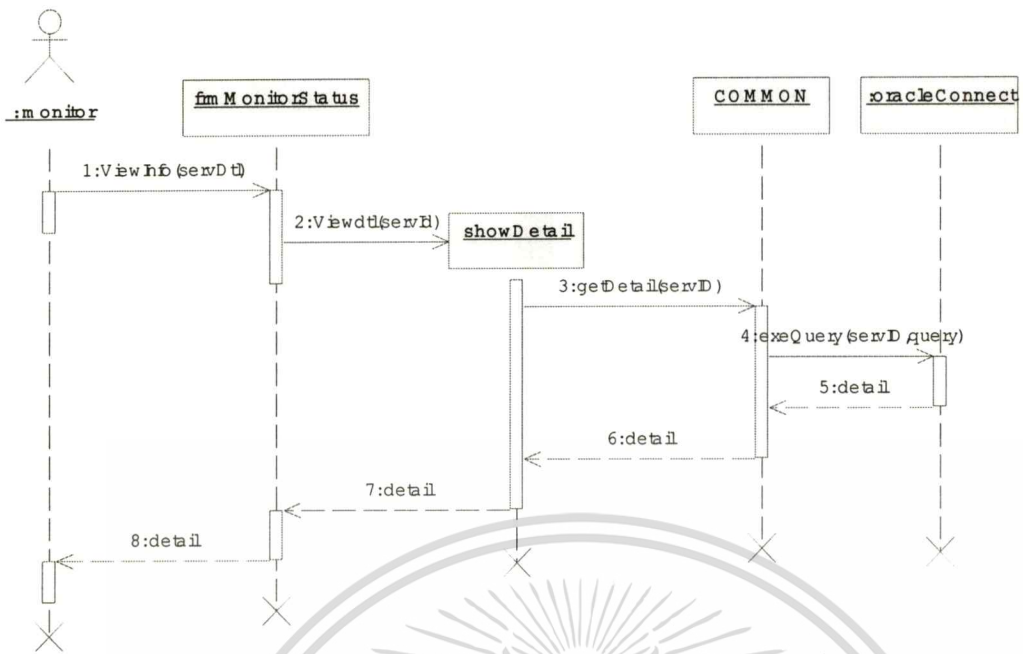 :monitor
frmMonitorStatus
COMMON
:oracleConnect
1:ViewInfo(servDtl)
2:Viewdtl(servId)
showDetail
3:getDetail(servID)
4:exeQuery(servID,query)
5:detail
6:detail
7:detail
8:detail